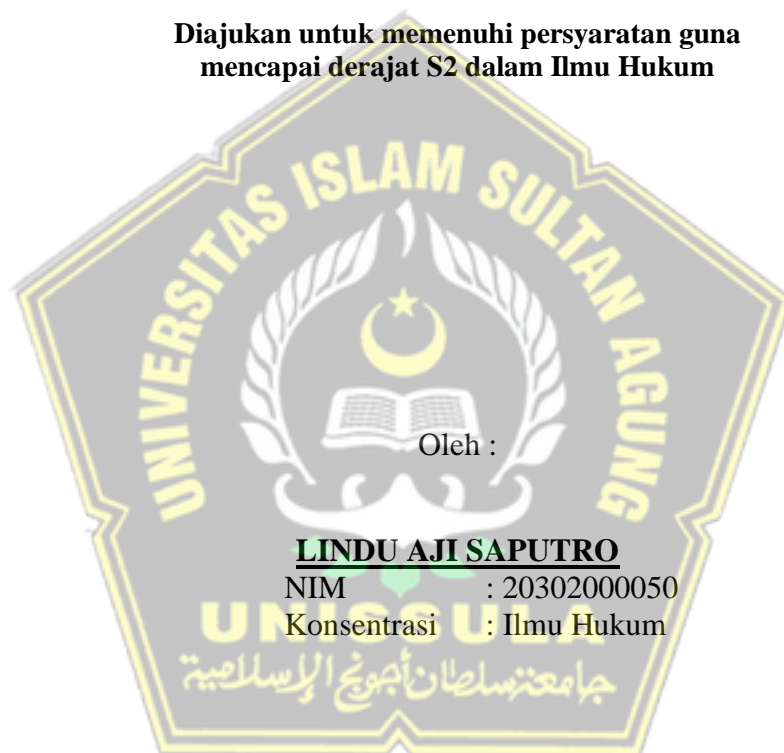 Diajukan untuk memenuhi persyaratan guna
mencapai derajat S2 dalam Ilmu Hukum
UNIVERSITAS ISLAM SULTAN AGUNG
Oleh :
LINDU AJI SAPUTRO
NIM : 20302000050
Konsentrasi : Ilmu Hukum
UNISSULA
جامعة سلطان أجونج الإسلامية